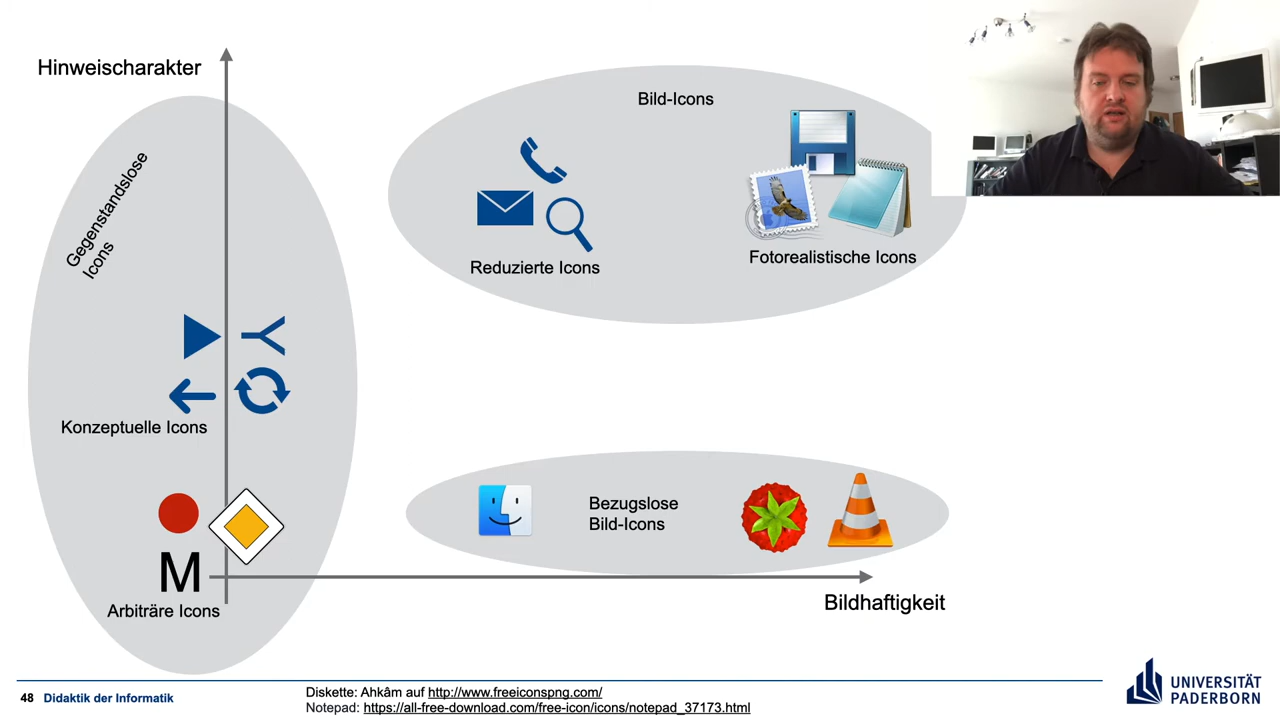 Hinweischarakter
Bild-Icons
Gegenstandslose
Icons
Reduzierte Icons
Fotorealistische Icons
Konzeptuelle Icons
Bezugslose
Bild-Icons
M
Arbiträre Icons
Bildhaftigkeit
48 Didaktik der Informatik
Diskette: Ahkâm auf http://www.freeiconspng.com/
Notepad: https://all-free-download.com/free-icon/icons/notepad_37173.html
UNIVERSITÄT
PADERBORN